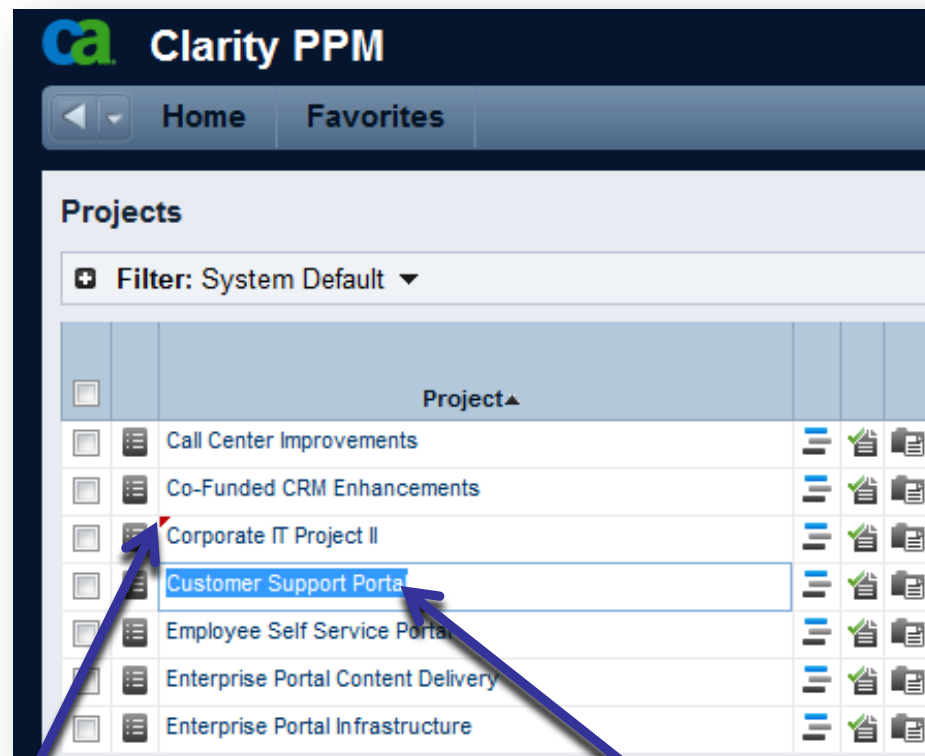 ca Clarity PPM
Home Favorites
Projects
Filter: System Default
Project
Call Center Improvements
Co-Funded CRM Enhancements
Corporate IT Project II
Customer Support Portal
Employee Self Service Portal
Enterprise Portal Content Delivery
Enterprise Portal Infrastructure